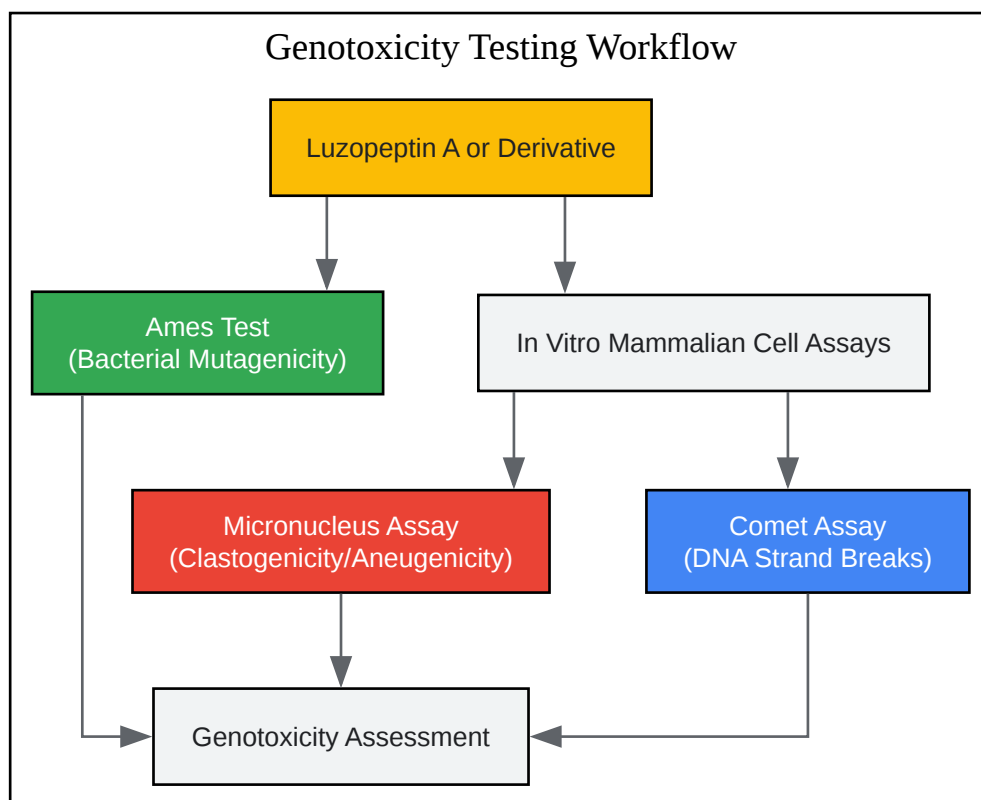 Genotoxicity Testing Workflow
Luzopeptin A or Derivative
Ames Test
(Bacterial Mutagenicity)
In Vitro Mammalian Cell Assays
Micronucleus Assay
(Clastogenicity/Aneugenicity)
Comet Assay
(DNA Strand Breaks)
Genotoxicity Assessment